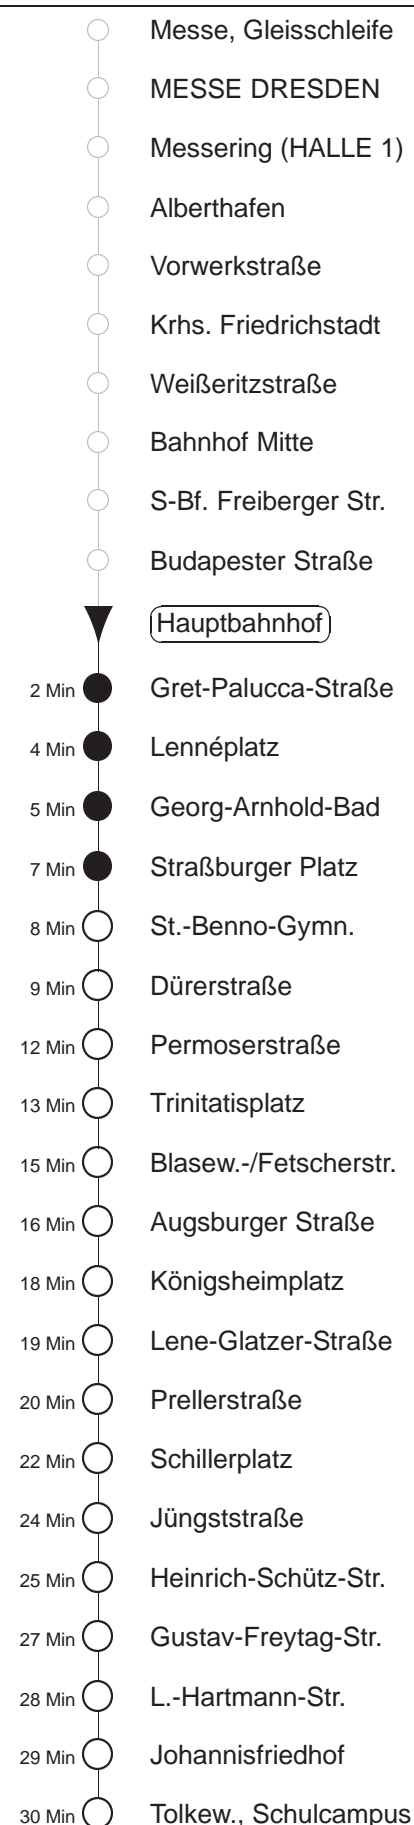 Messe, Gleisschleife
MESSE DRESDEN
Messering (HALLE 1)
Alberthafen
Vorwerkstraße
Krhs. Friedrichstadt
Weißeritzstraße
Bahnhof Mitte
S-Bf. Freiberger Str.
Budapester Straße
Hauptbahnhof
2 Min Gret-Palucca-Straße
4 Min Lennéplatz
5 Min Georg-Arnhold-Bad
7 Min Straßburger Platz
8 Min St.-Benno-Gymn.
9 Min Dürerstraße
12 Min Permoserstraße
13 Min Trinitatisplatz
15 Min Blasew.-/Fetscherstr.
16 Min Augsburger Straße
18 Min Königsheimplatz
19 Min Lene-Glatzer-Straße
20 Min Prellerstraße
22 Min Schillerplatz
24 Min Jüngststraße
25 Min Heinrich-Schütz-Str.
27 Min Gustav-Freytag-Str.
28 Min L.-Hartmann-Str.
29 Min Johannisfriedhof
30 Min Tolkew., Schulcampus